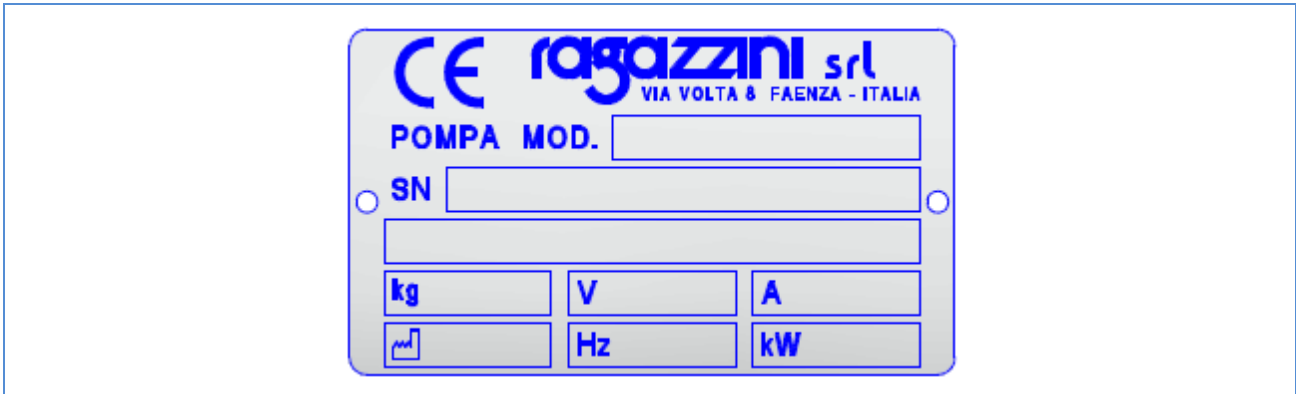 CE ragazzini srl
VIA VOLTA 8 FAENZA - ITALIA
POMPA MOD.
SN
kg V A
Hz kW